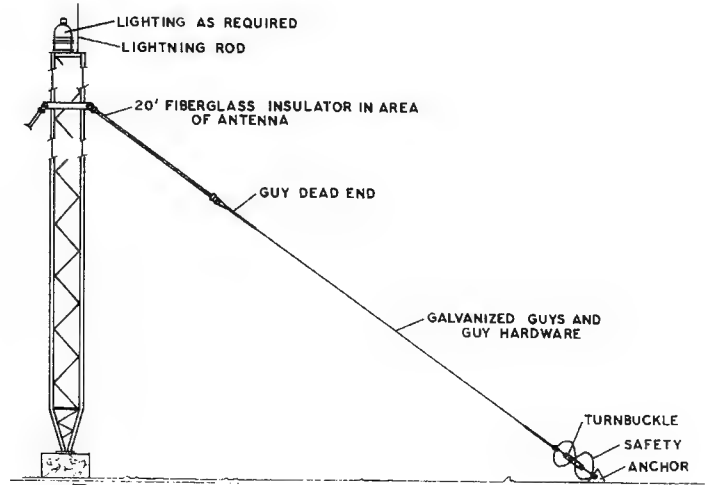 LIGHTING AS REQUIRED
LIGHTNING ROD
20' FIBERGLASS INSULATOR IN AREA
OF ANTENNA
GUY DEAD END
GALVANIZED GUYS AND
GUY HARDWARE
TURNBUCKLE
SAFETY
ANCHOR